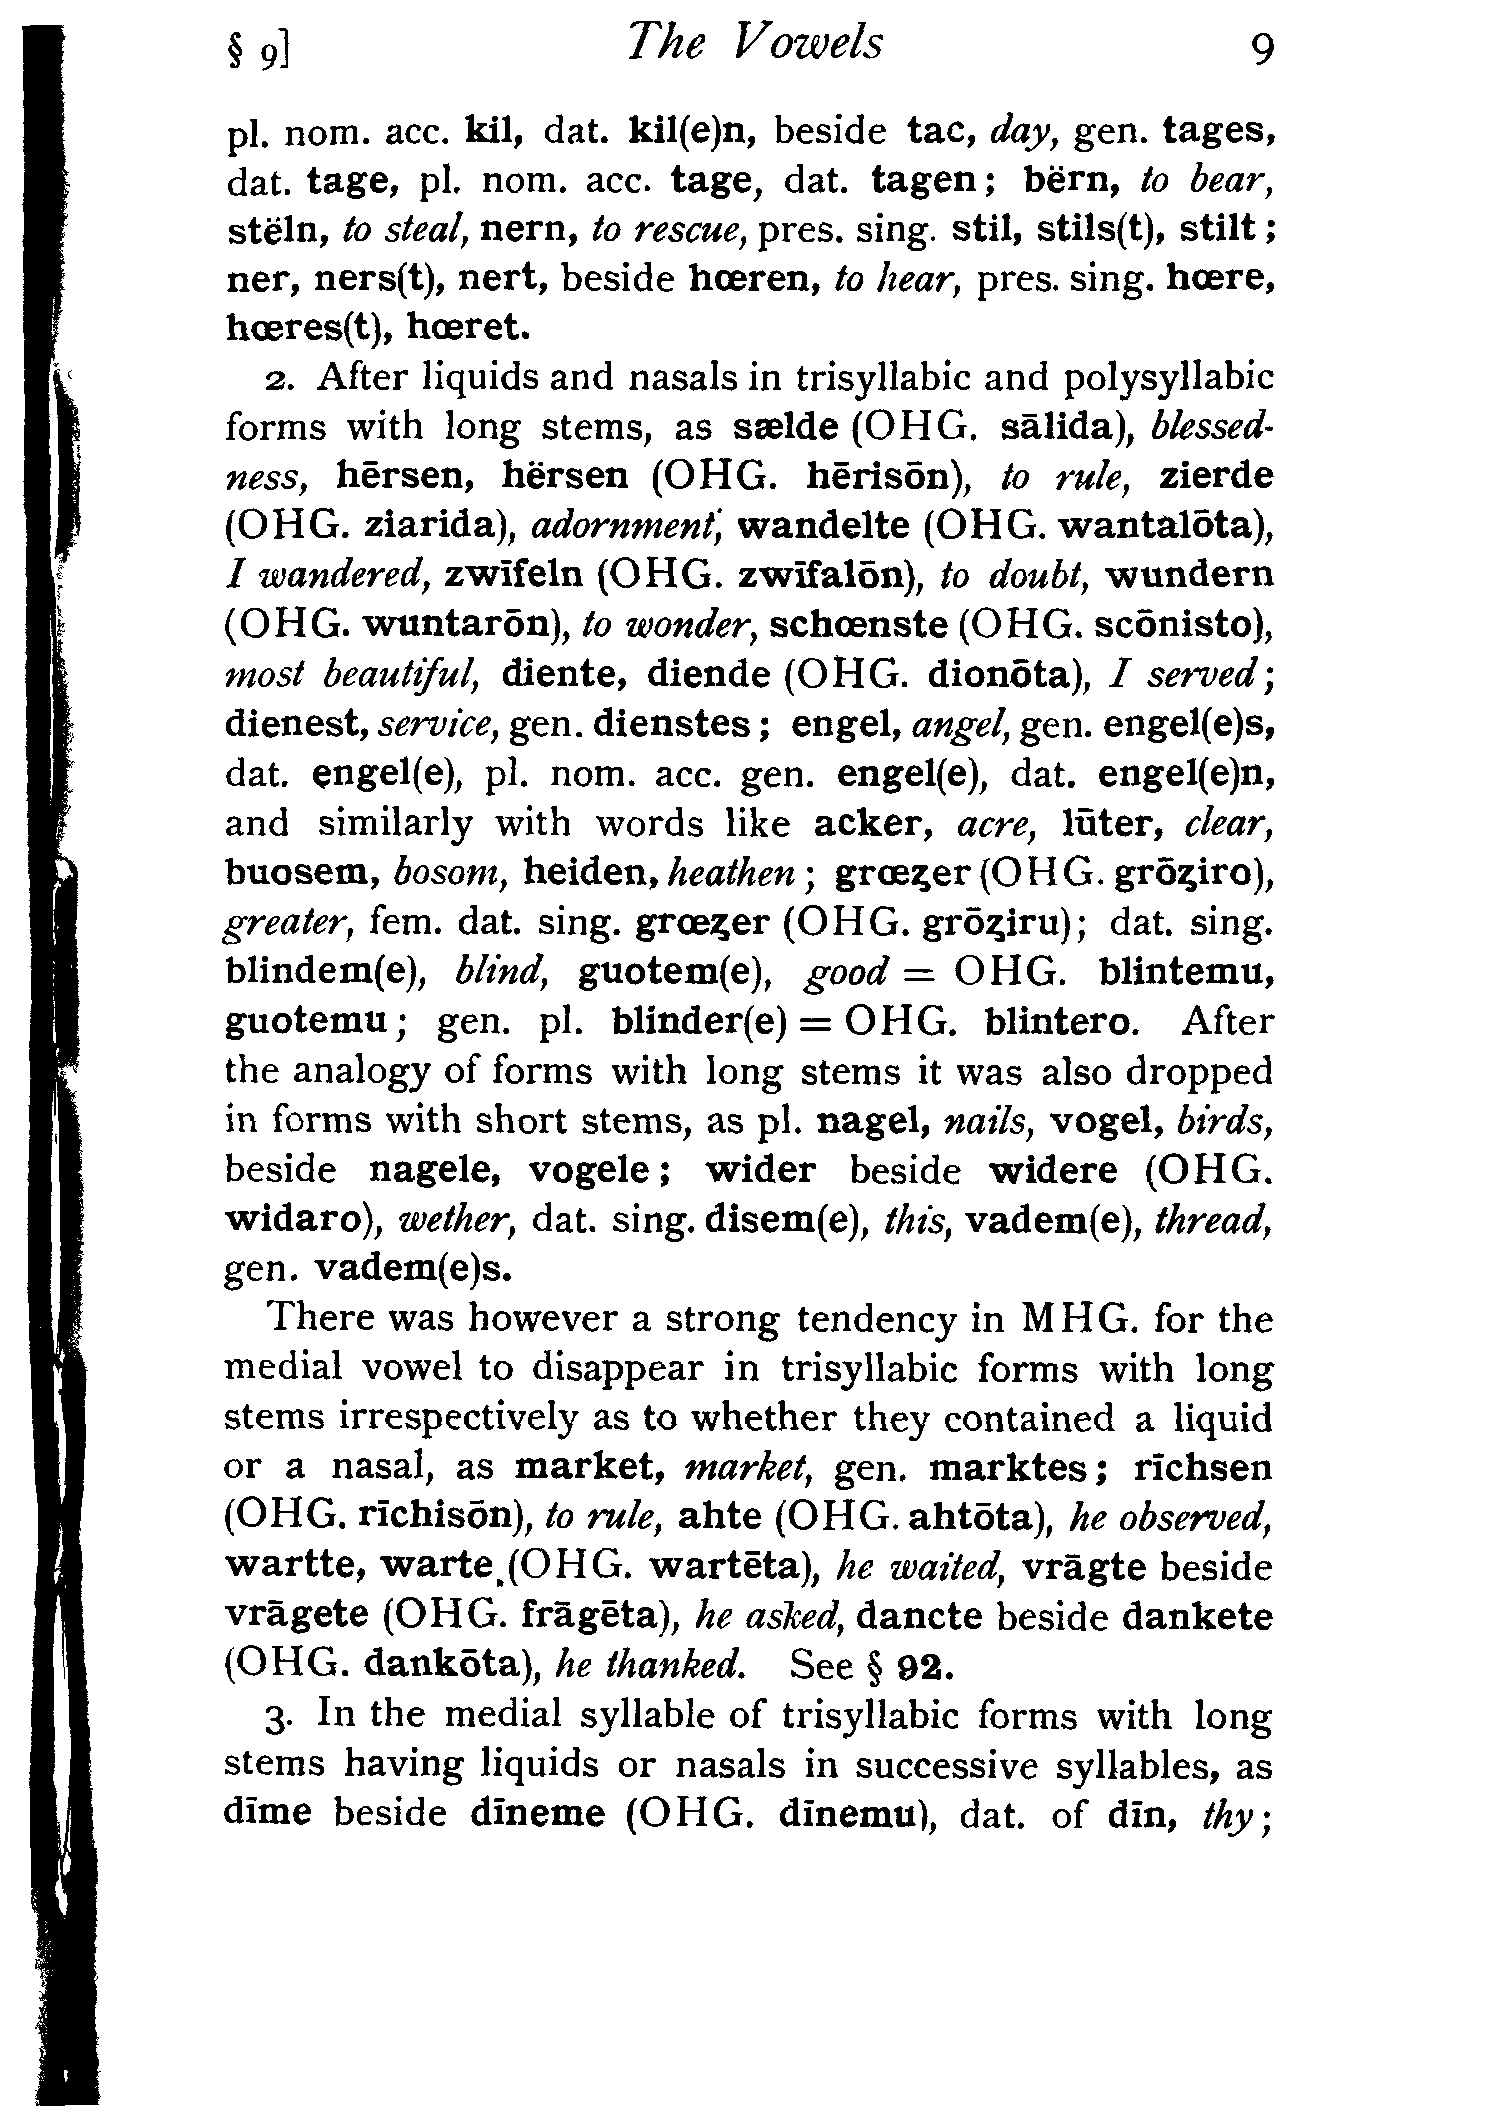 § 9] The Vowels 9
pl. nom. acc. kil, dat. kil(e)n, beside tac, day, gen. tages,
dat. tage, pl. nom. acc. tage, dat. tagen; bërn, to bear,
stëln, to steal, nern, to rescue, pres. sing. stil, stils(t), stilt;
ner, ners(t), nert, beside hœren, to hear, pres. sing. hœre,
hœres(t), hœret.
2. After liquids and nasals in trisyllabic and polysyllabic
forms with long stems, as sælde (OHG. sālida), blessed-
ness, hērsen, hërsen (OHG. hērisōn), to rule, zierde
(OHG. ziarida), adornment, wandelte (OHG. wantalōta),
I wandered, zwīfeln (OHG. zwīfalōn), to doubt, wundern
(OHG. wuntarōn), to wonder, schœnste (OHG. scōnisto),
most beautiful, diente, diende (OHG. dionōta), I served;
dienest, service, gen. dienstes; engel, angel, gen. engel(e)s,
dat. engel(e), pl. nom. acc. gen. engel(e), dat. engel(e)n,
and similarly with words like acker, acre, lūter, clear,
buosem, bosom, heiden, heathen; grœȥer (OHG. grōȥiro),
greater, fem. dat. sing. grœȥer (OHG. grōȥiru); dat. sing.
blindem(e), blind, guotem(e), good = OHG. blintemu,
guotemu; gen. pl. blinder(e) = OHG. blintero. After
the analogy of forms with long stems it was also dropped
in forms with short stems, as pl. nagel, nails, vogel, birds,
beside nagele, vogele; wider beside widere (OHG.
widaro), wether, dat. sing. disem(e), this, vadem(e), thread,
gen. vadem(e)s.
There was however a strong tendency in MHG. for the
medial vowel to disappear in trisyllabic forms with long
stems irrespectively as to whether they contained a liquid
or a nasal, as market, market, gen. marktes; rīchsen
(OHG. rīchisōn), to rule, ahte (OHG. ahtōta), he observed,
wartte, warte (OHG. wartēta), he waited, vrāgte beside
vrāgete (OHG. frāgēta), he asked, dancte beside dankete
(OHG. dankōta), he thanked. See § 92.
3. In the medial syllable of trisyllabic forms with long
stems having liquids or nasals in successive syllables, as
dīme beside dīneme (OHG. dīnemu), dat. of dīn, thy;